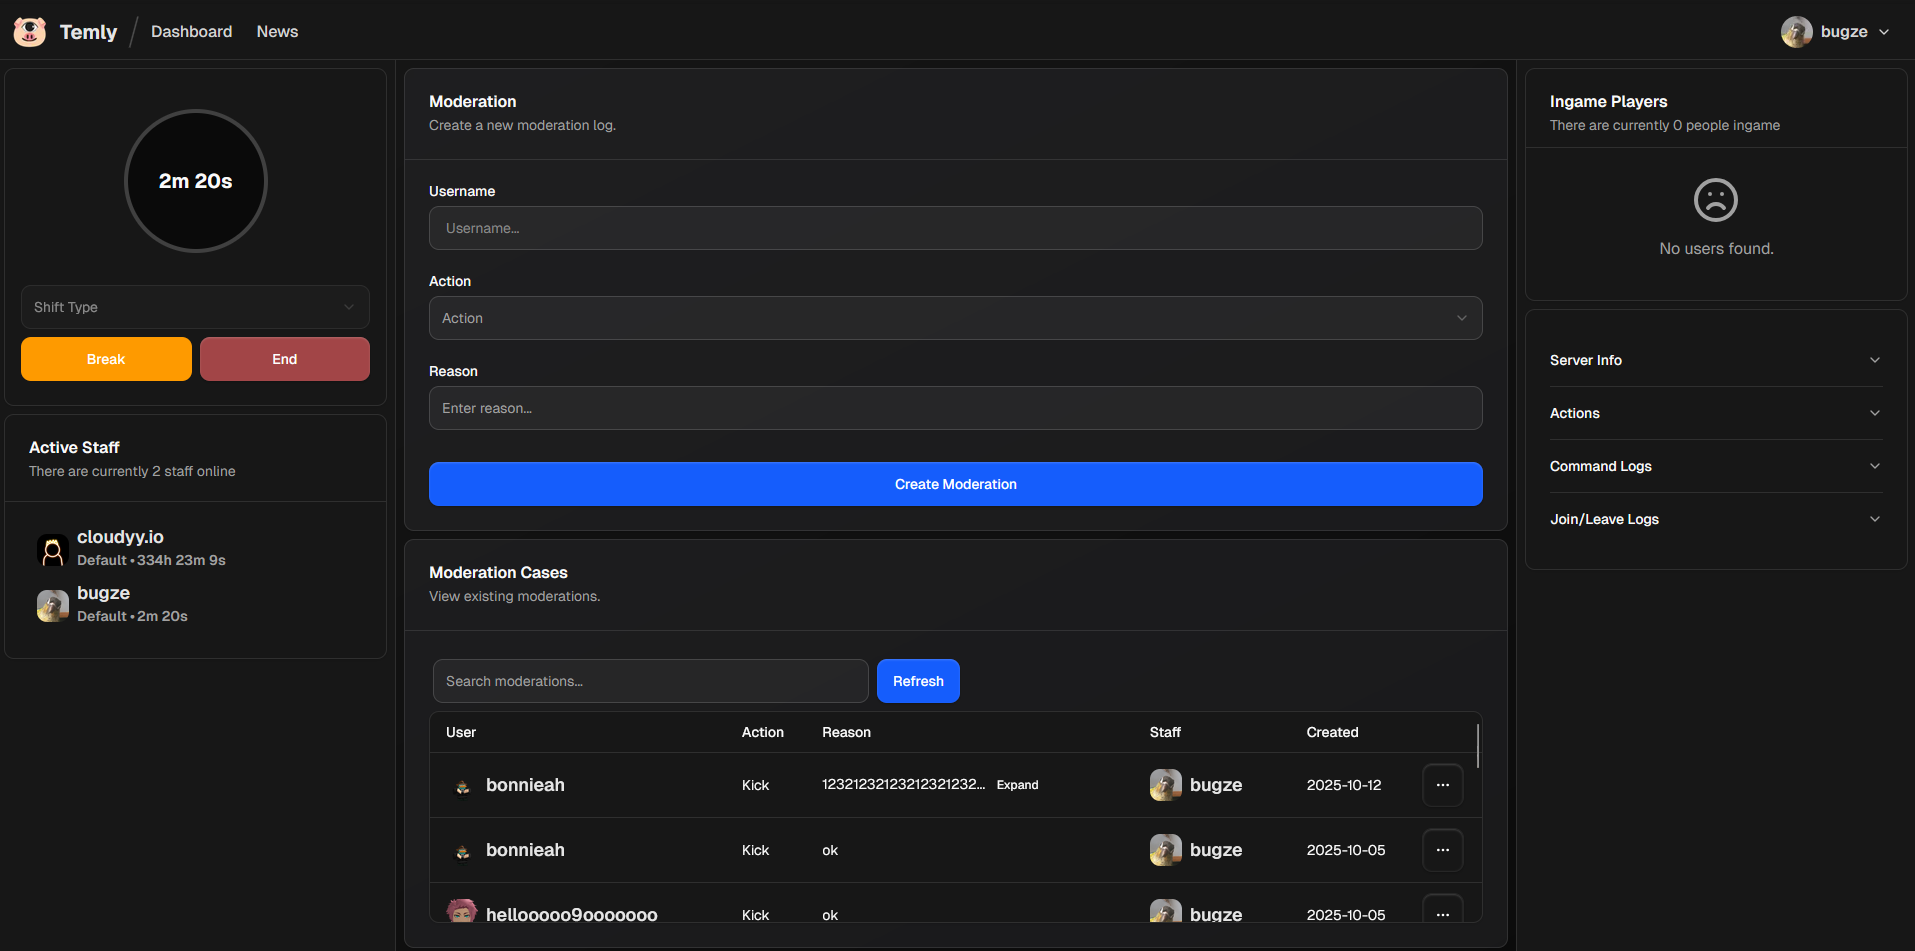 Temly
Dashboard
News
bugze
2m 20s
Shift Type
Break
End
Active Staff
There are currently 2 staff online
cloudyy.io
Default • 334h 23m 9s
bugze
Default • 2m 20s
Moderation
Create a new moderation log.
Username
Username...
Action
Action
Reason
Enter reason...
Create Moderation
Moderation Cases
View existing moderations.
Search moderations...
Refresh
User Action Reason Staff Created
bonnieah Kick 12321232123212321232... Expand bugze 2025-10-12 ...
bonnieah Kick ok bugze 2025-10-05 ...
hellooooo9ooooooo Kick ok bugze 2025-10-05 ...
Ingame Players
There are currently 0 people ingame
No users found.
Server Info
Actions
Command Logs
Join/Leave Logs